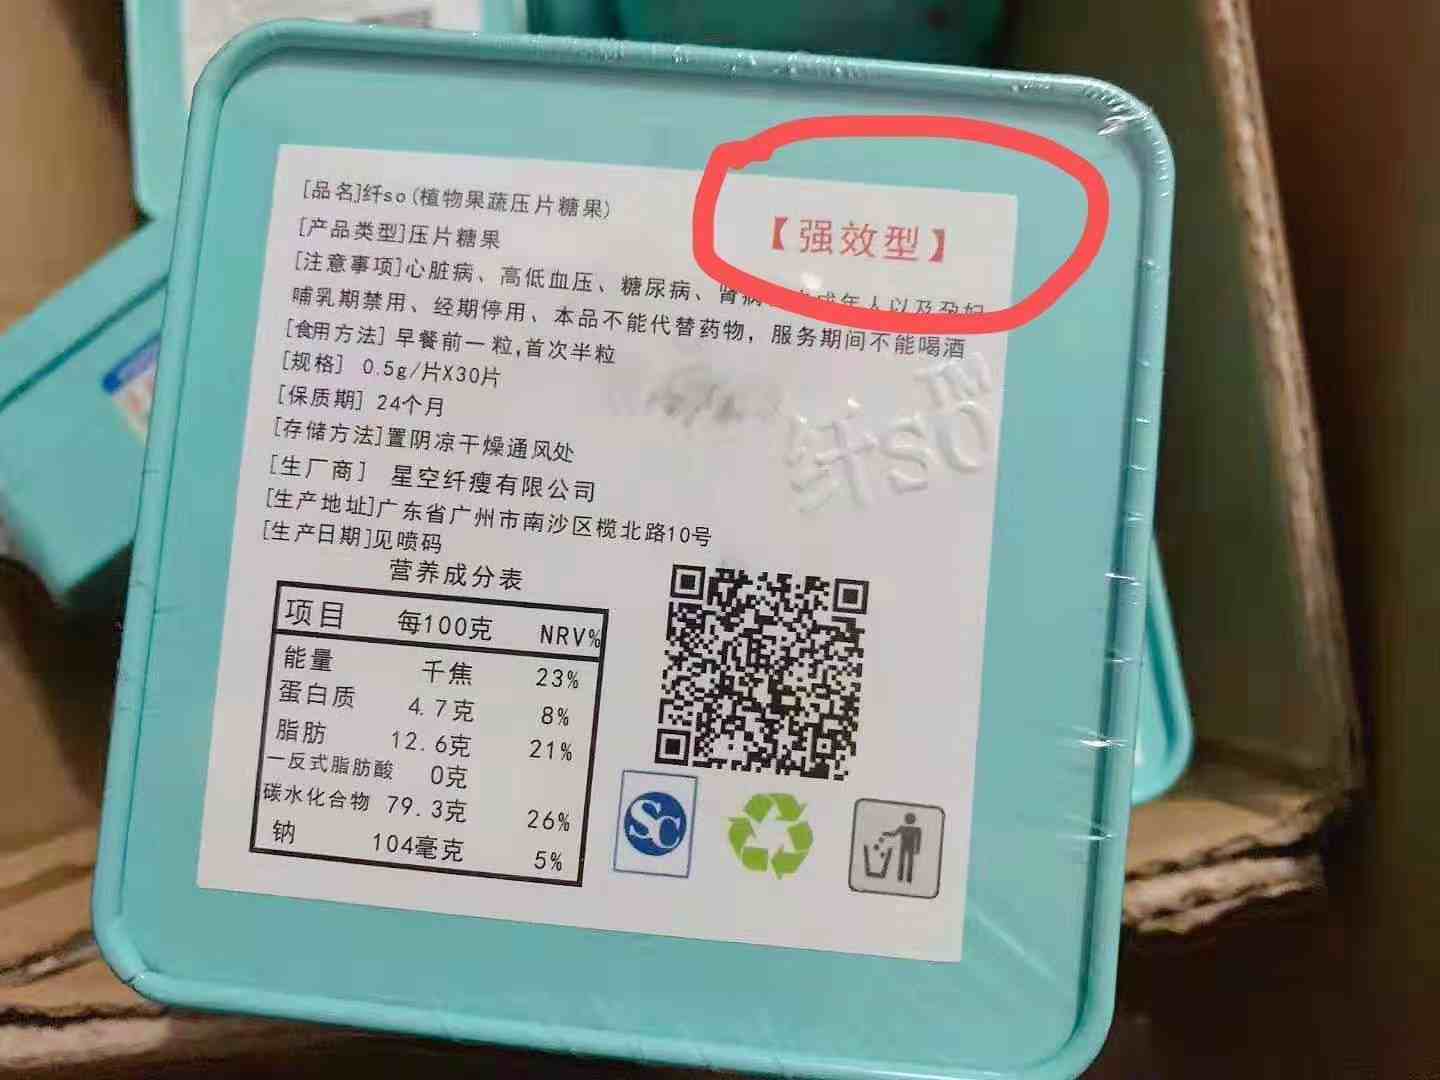 [品名]纤so(植物果蔬压片糖果)
【强效型】
[产品类型]压片糖果
[注意事项]心脏病、高低血压、糖尿病、肾病 成年人以及孕妇
哺乳期禁用、经期停用、本品不能代替药物，服务期间不能喝酒
[食用方法] 早餐前一粒,首次半粒
[规格] 0.5g/片X30片
[保质期] 24个月
[存储方法]置阴凉干燥通风处
[生厂商] 星空纤瘦有限公司
[生产地址]广东省广州市南沙区榄北路10号
[生产日期]见喷码
纤so
营养成分表
项目 每100克 NRV%
能量 千焦 23%
蛋白质 4.7克 8%
脂肪 12.6克 21%
一反式脂肪酸 0克
碳水化合物 79.3克 26%
钠 104毫克 5%
SC